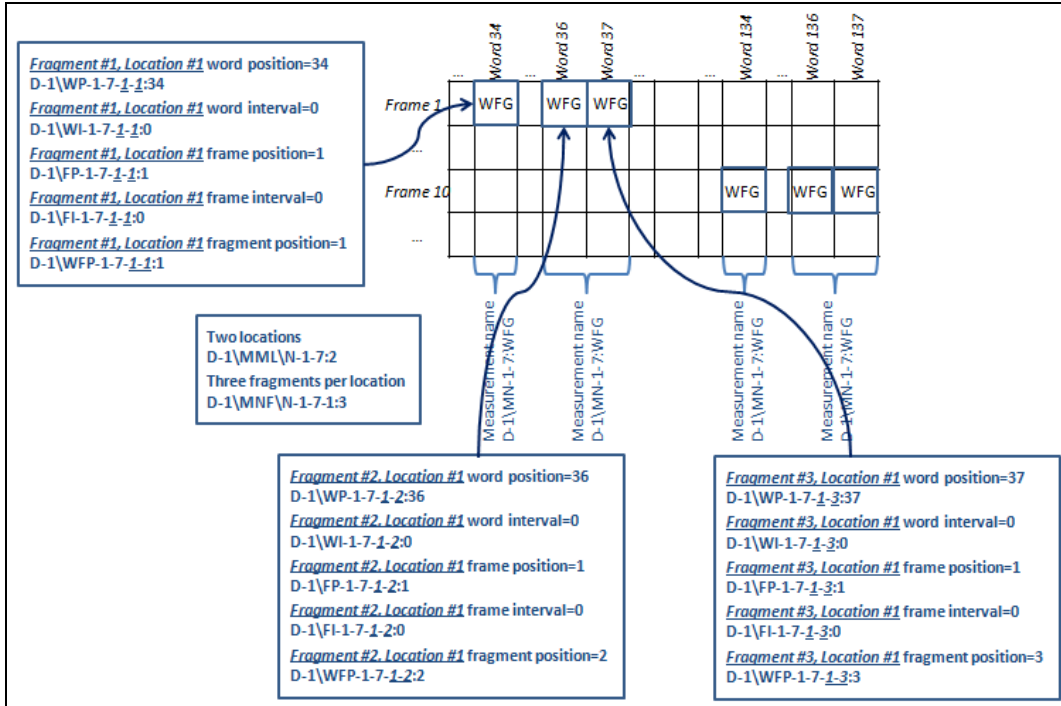 ... Word 34 ... Word 36 Word 37 ... ... Word 134 ... Word 136 Word 137
Fragment #1, Location #1 word position=34
D-1\WP-1-7-1-1:34
Fragment #1, Location #1 word interval=0
D-1\WI-1-7-1-1:0
Fragment #1, Location #1 frame position=1
D-1\FP-1-7-1-1:1
Fragment #1, Location #1 frame interval=0
D-1\FI-1-7-1-1:0
Fragment #1, Location #1 fragment position=1
D-1\WFP-1-7-1-1:1
Frame 1 WFG WFG WFG
...
Frame 10 WFG WFG WFG
...
Two locations
D-1\MML\N-1-7:2
Three fragments per location
D-1\MNF\N-1-7-1:3
Measurement name
D-1\MN-1-7:WFG
Measurement name
D-1\MN-1-7:WFG
Measurement name
D-1\MN-1-7:WFG
Measurement name
D-1\MN-1-7:WFG
Fragment #2, Location #1 word position=36
D-1\WP-1-7-1-2:36
Fragment #2, Location #1 word interval=0
D-1\WI-1-7-1-2:0
Fragment #2, Location #1 frame position=1
D-1\FP-1-7-1-2:1
Fragment #2, Location #1 frame interval=0
D-1\FI-1-7-1-2:0
Fragment #2, Location #1 fragment position=2
D-1\WFP-1-7-1-2:2
Fragment #3, Location #1 word position=37
D-1\WP-1-7-1-3:37
Fragment #3, Location #1 word interval=0
D-1\WI-1-7-1-3:0
Fragment #3, Location #1 frame position=1
D-1\FP-1-7-1-3:1
Fragment #3, Location #1 frame interval=0
D-1\FI-1-7-1-3:0
Fragment #3, Location #1 fragment position=3
D-1\WFP-1-7-1-3:3